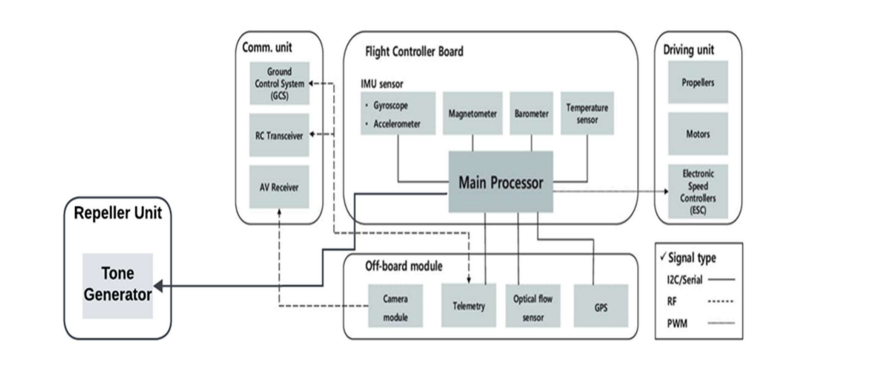 Comm. unit
Ground
Control System
(GCS)
RC Transceiver
AV Receiver
Flight Controller Board
IMU sensor
• Gyroscope
• Accelerometer
Magnetometer
Barometer
Temperature
sensor
Main Processor
Driving unit
Propellers
Motors
Electronic
Speed
Controllers
(ESC)
Repeller Unit
Tone
Generator
Off-board module
Camera
module
Telemetry
Optical flow
sensor
GPS
✓ Signal type
I2C/Serial
RF
PWM